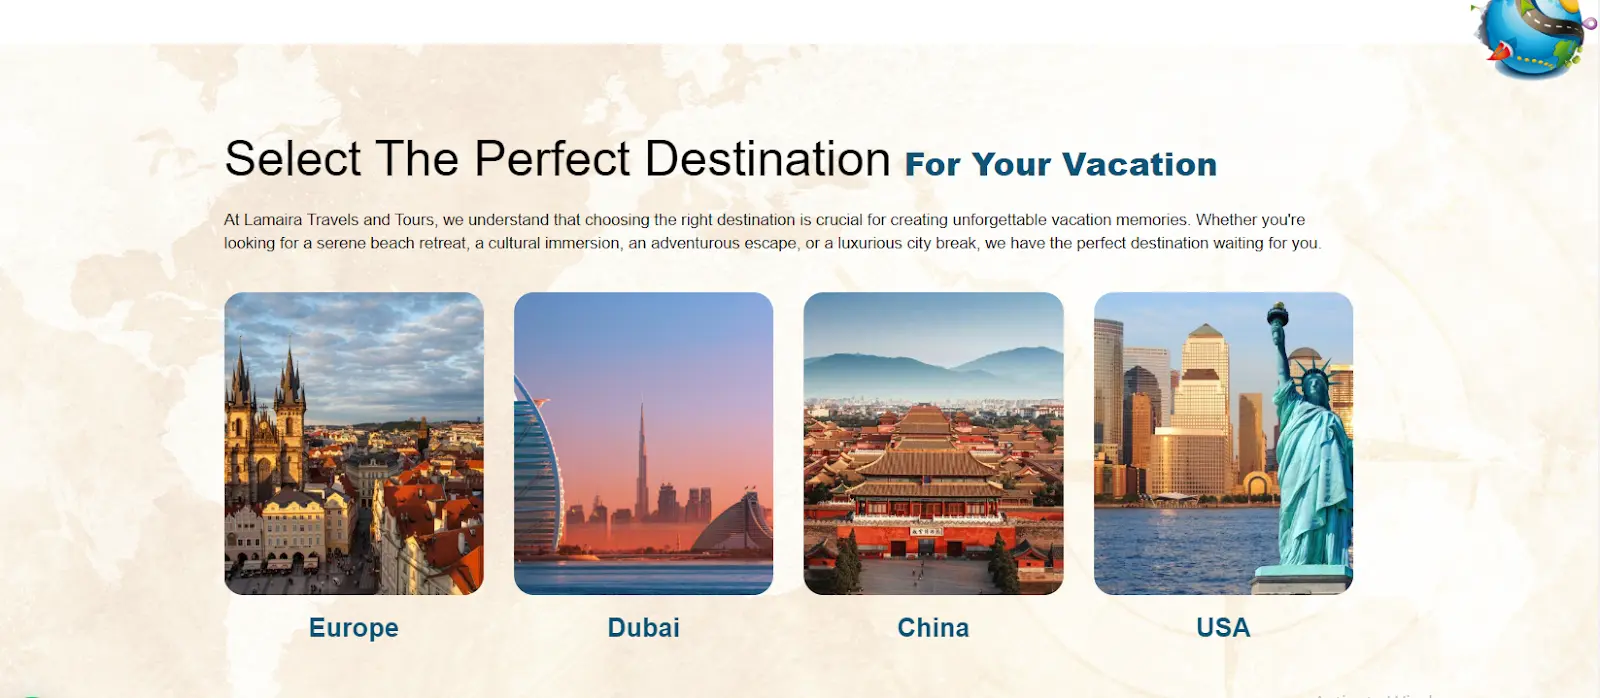 Select The Perfect Destination For Your Vacation
At Lamaira Travels and Tours, we understand that choosing the right destination is crucial for creating unforgettable vacation memories. Whether you're
looking for a serene beach retreat, a cultural immersion, an adventurous escape, or a luxurious city break, we have the perfect destination waiting for you.
Europe
Dubai
China
USA